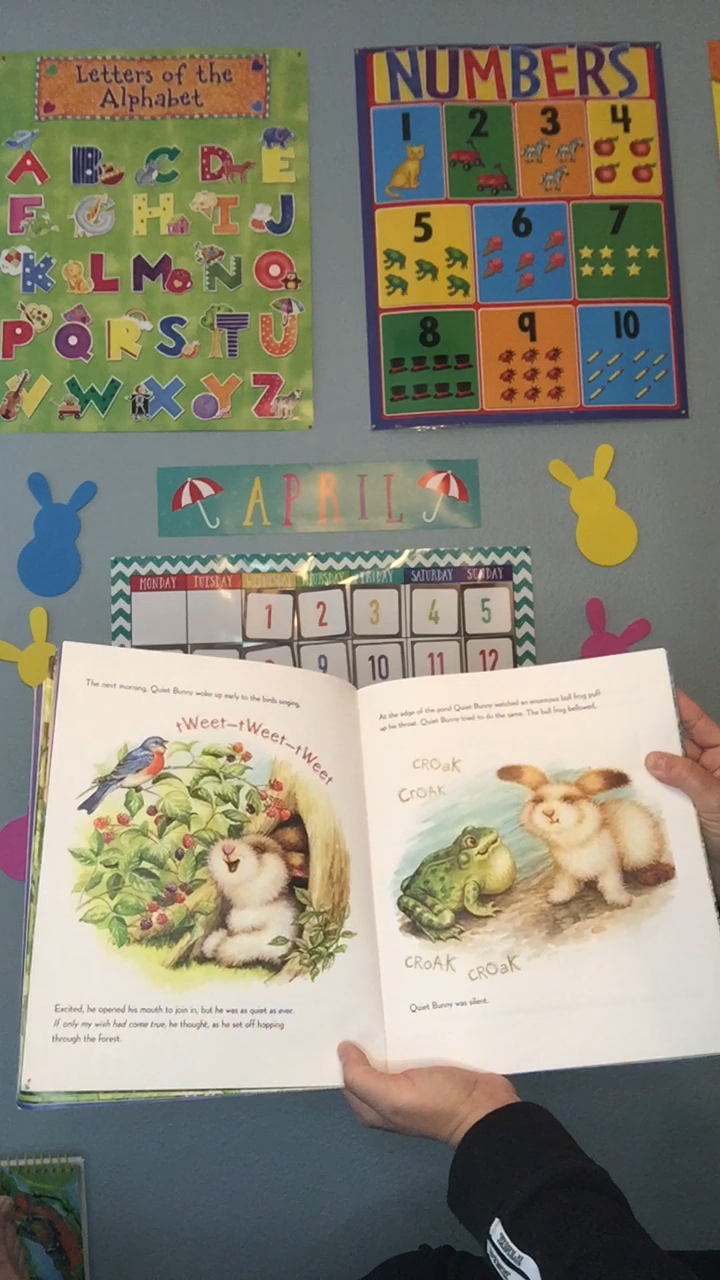 Letters of the
Alphabet
A B C D E
F G H I J
K L M N O
P Q R S T U
V W X Y Z
NUMBERS
1 2 3 4
5 6 7
8 9 10
APRIL
MONDAY TUESDAY WEDNESDAY THURSDAY FRIDAY SATURDAY SUNDAY
1 2 3 4 5
9 10 11 12
The next morning, Quiet Bunny woke up early to the birds singing,
tWeet—tWeet—tWeet
Excited, he opened his mouth to join in, but he was as quiet as ever.
If only my wish had come true, he thought, as he set off hopping
through the forest.
At the edge of the pond Quiet Bunny watched an enormous bull frog puff
up his throat. Quiet Bunny tried to do the same. The bull frog bellowed,
CROaK
CROAK
CROAK CROaK
Quiet Bunny was silent.